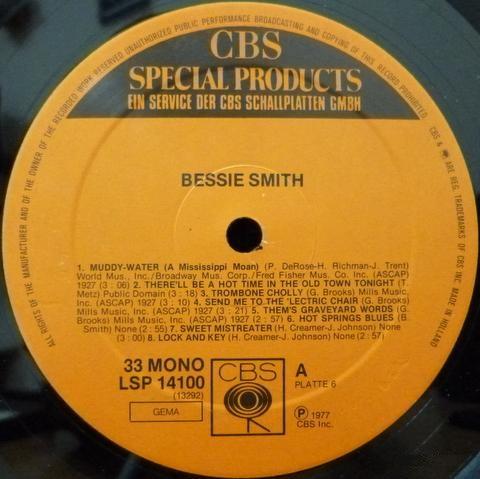 ALL RIGHTS OF THE MANUFACTURER AND OF THE OWNER OF THE RECORDED WORK RESERVED UNAUTHORIZED PUBLIC PERFORMANCE BROADCASTING AND COPYING OF THIS RECORD PROHIBITED
CBS & ARE REG. TRADEMARKS OF CBS INC. MADE IN HOLLAND
CBS
SPECIAL PRODUCTS
EIN SERVICE DER CBS SCHALLPLATTEN GMBH
BESSIE SMITH
1. MUDDY-WATER (A Mississippi Moan) (P. DeRose-H. Richman-J. Trent)
World Mus., Inc./Broadway Mus. Corp./Fred Fisher Mus. Co. Inc. (ASCAP)
1927 (3 : 06) 2. THERE'LL BE A HOT TIME IN THE OLD TOWN TONIGHT (T.
Metz) Public Domain (3 : 18) 3. TROMBONE CHOLLY (G. Brooks) Mills Music,
Inc. (ASCAP) 1927 (3 : 10) 4. SEND ME TO THE 'LECTRIC CHAIR (G. Brooks)
Mills Music, Inc. (ASCAP) 1927 (3 : 21) 5. THEM'S GRAVEYARD WORDS (G.
Brooks) Mills Music, Inc. (ASCAP) 1927 (2 : 57) 6. HOT SPRINGS BLUES (B.
Smith) None (2 : 55) 7. SWEET MISTREATER (H. Creamer-J. Johnson) None
(3 : 00) 8. LOCK AND KEY (H. Creamer-J. Johnson) None (2 : 57)
33 MONO
LSP 14100
(13292)
GEMA
CBS
A
PLATTE 6
Ⓟ 1977
CBS Inc.